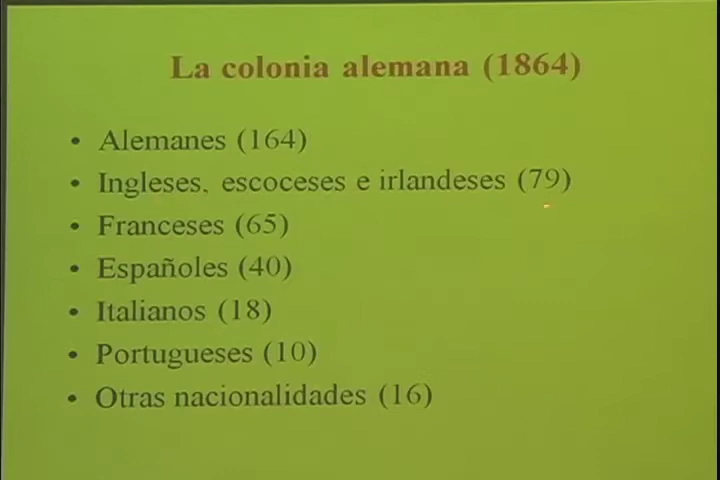 La colonia alemana (1864)
• Alemanes (164)
• Ingleses, escoceses e irlandeses (79)
• Franceses (65)
• Españoles (40)
• Italianos (18)
• Portugueses (10)
• Otras nacionalidades (16)